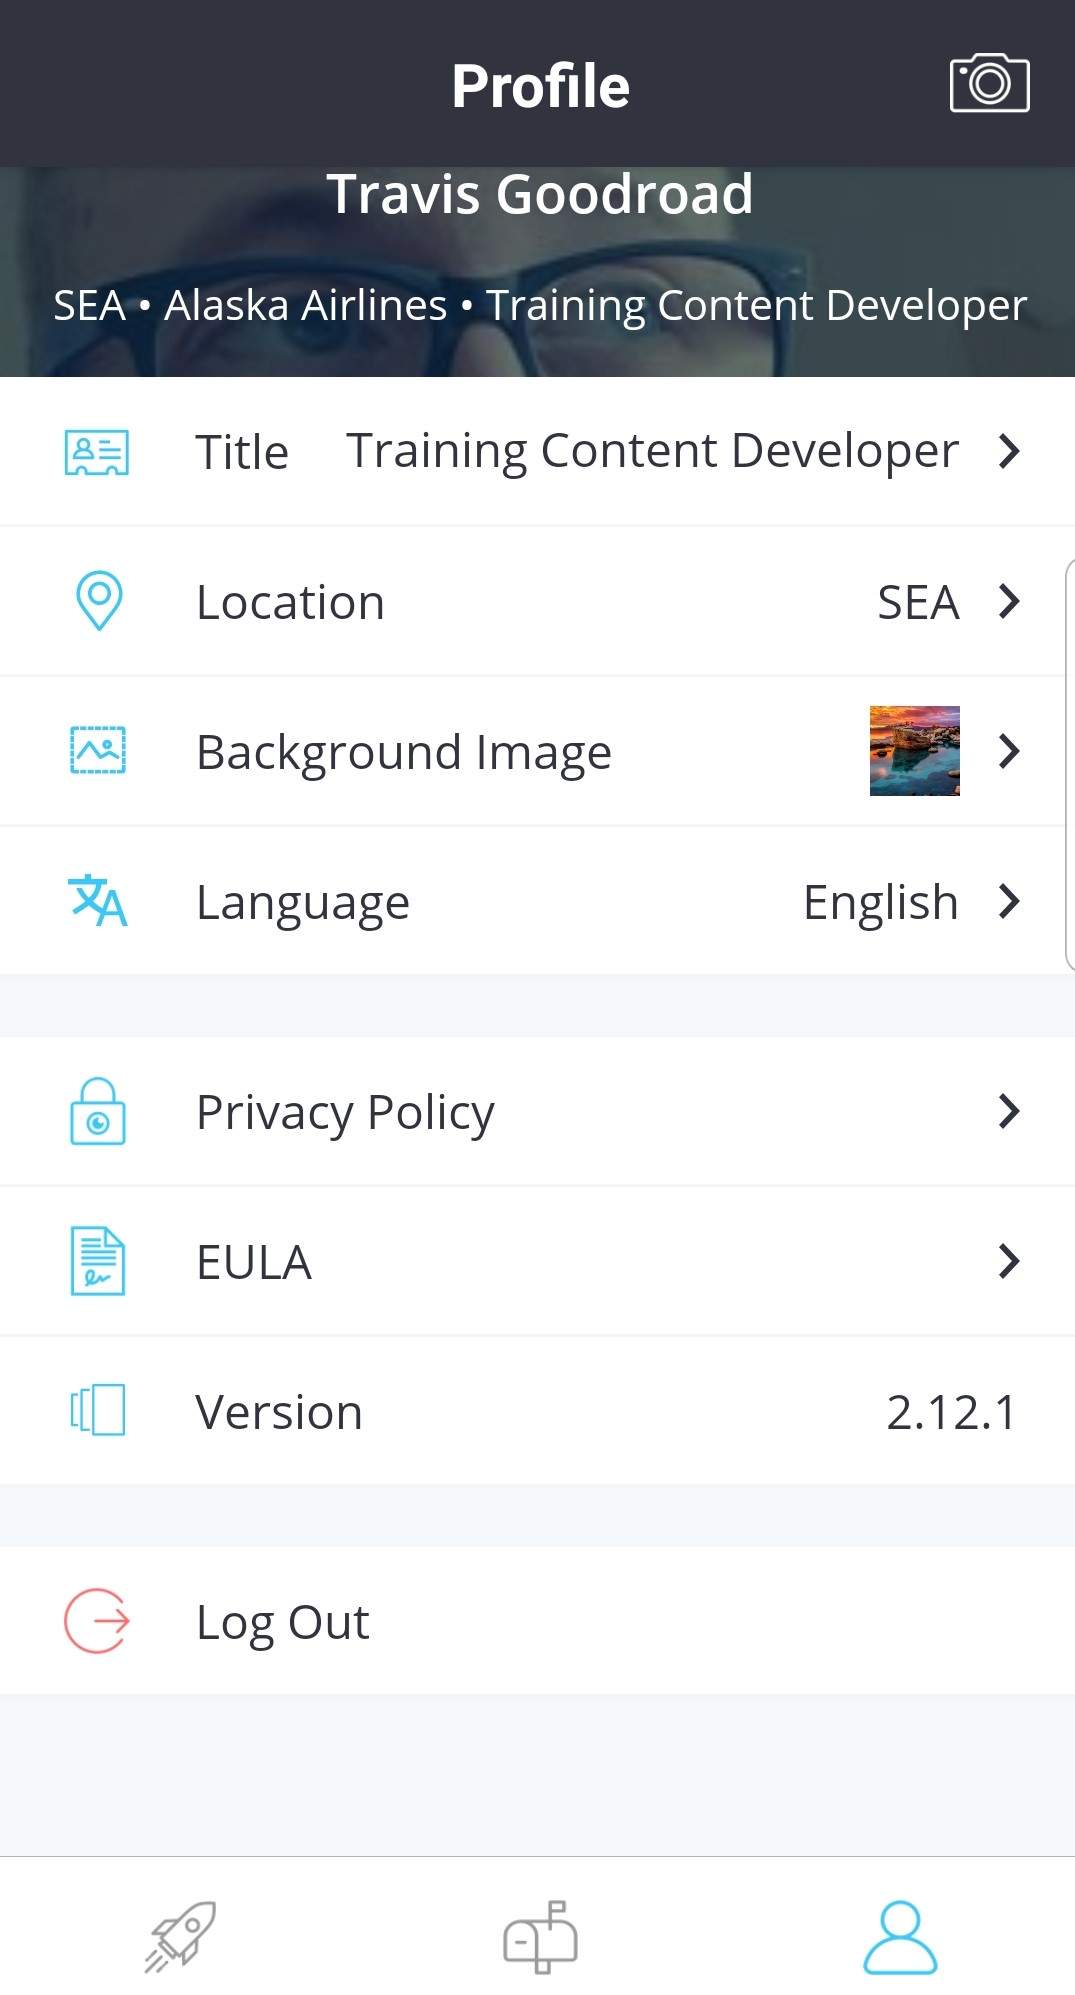 Profile
Travis Goodroad
SEA • Alaska Airlines • Training Content Developer
Title Training Content Developer
Location SEA
Background Image
Language English
Privacy Policy
EULA
Version 2.12.1
Log Out